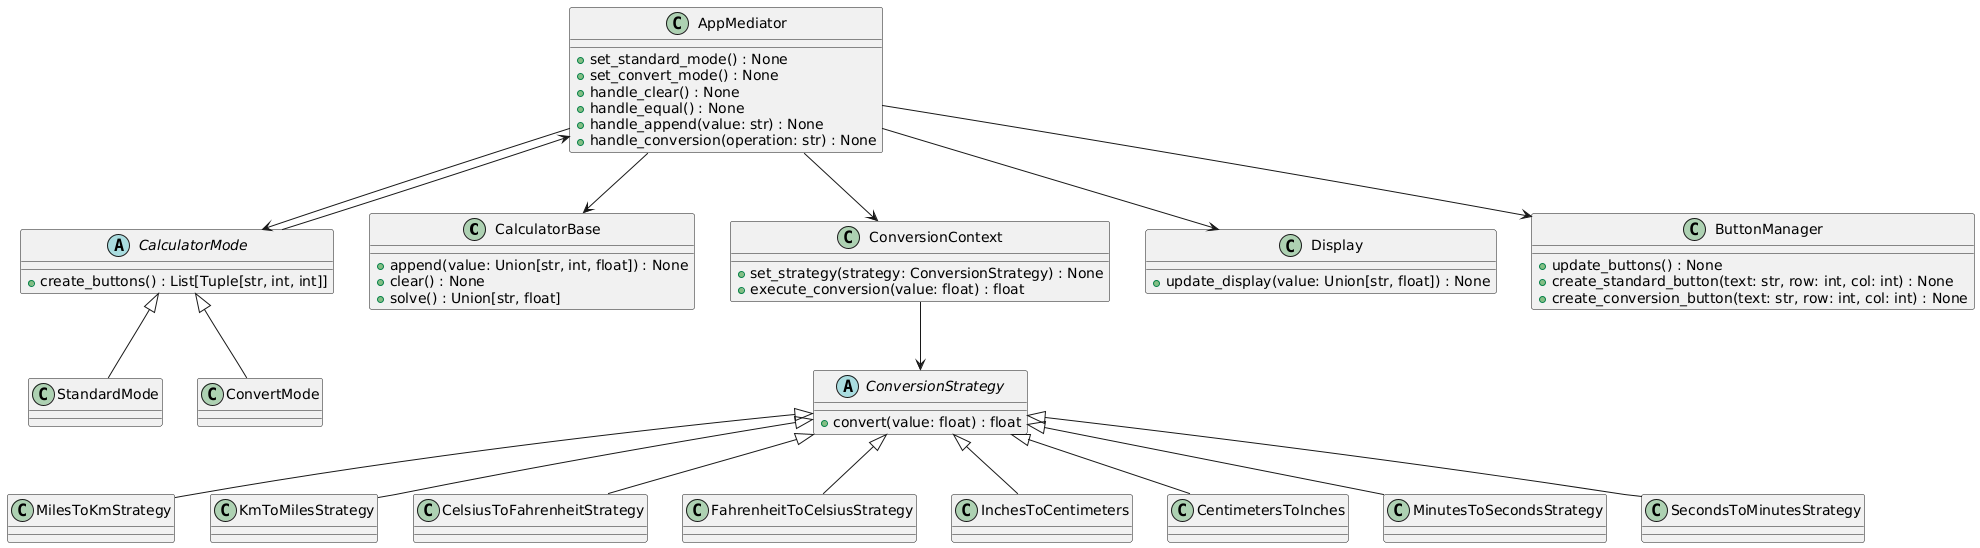 C AppMediator
set_standard_mode() : None
set_convert_mode() : None
handle_clear() : None
handle_equal() : None
handle_append(value: str) : None
handle_conversion(operation: str) : None
A CalculatorMode
create_buttons() : List[Tuple[str, int, int]]
C CalculatorBase
append(value: Union[str, int, float]) : None
clear() : None
solve() : Union[str, float]
C ConversionContext
set_strategy(strategy: ConversionStrategy) : None
execute_conversion(value: float) : float
C Display
update_display(value: Union[str, float]) : None
C ButtonManager
update_buttons() : None
create_standard_button(text: str, row: int, col: int) : None
create_conversion_button(text: str, row: int, col: int) : None
C StandardMode
C ConvertMode
A ConversionStrategy
convert(value: float) : float
C MilesToKmStrategy
C KmToMilesStrategy
C CelsiusToFahrenheitStrategy
C FahrenheitToCelsiusStrategy
C InchesToCentimeters
C CentimetersToInches
C MinutesToSecondsStrategy
C SecondsToMinutesStrategy